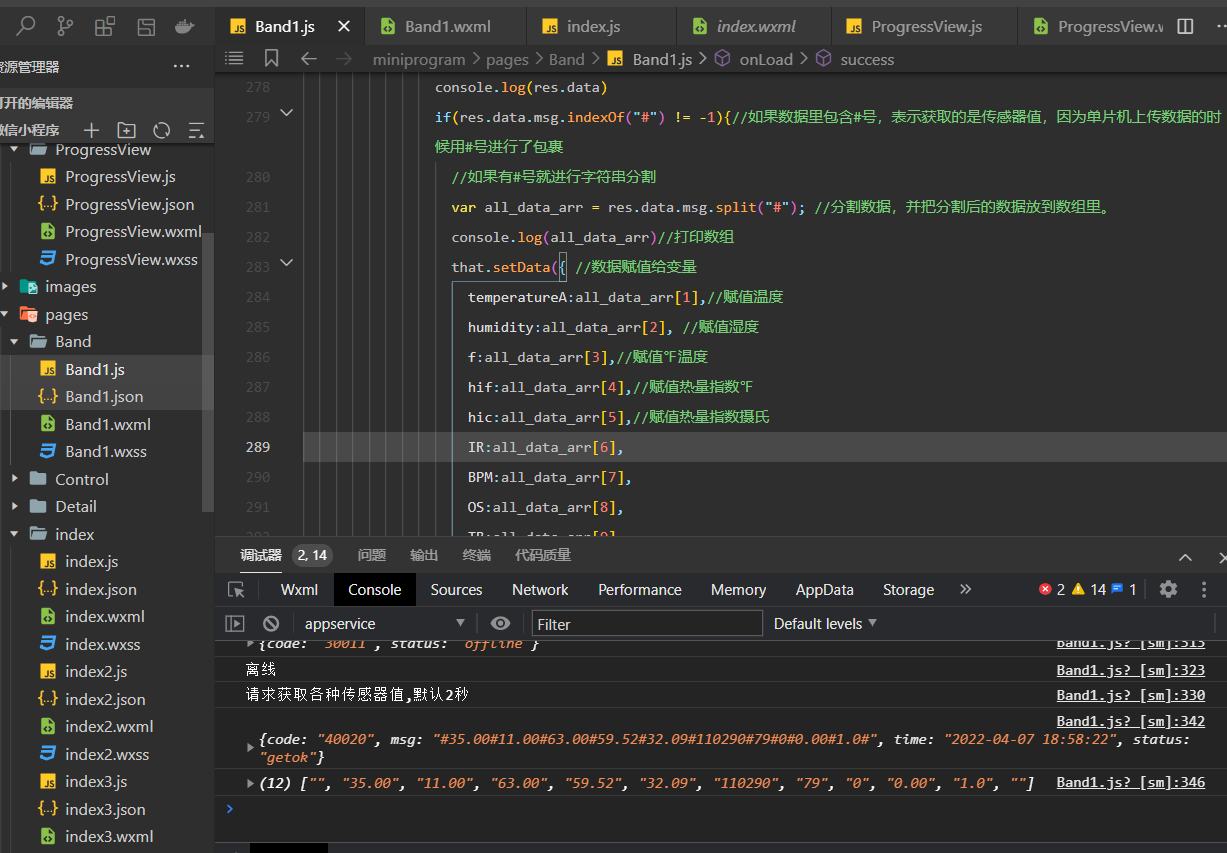 Band1.js
Band1.wxml
index.js
index.wxml
ProgressView.js
ProgressView.w
资源管理器
miniprogram > pages > Band > Band1.js > onLoad > success
打开的编辑器
微信小程序
ProgressView
ProgressView.js
ProgressView.json
ProgressView.wxml
ProgressView.wxss
images
pages
Band
Band1.js
Band1.json
Band1.wxml
Band1.wxss
Control
Detail
index
index.js
index.json
index.wxml
index.wxss
index2.js
index2.json
index2.wxml
index2.wxss
index3.js
index3.json
index3.wxml
278 console.log(res.data)
279 if(res.data.msg.indexOf("#") != -1){//如果数据里包含#号，表示获取的是传感器值，因为单片机上传数据的时
候用#号进行了包裹
280 //如果有#号就进行字符串分割
281 var all_data_arr = res.data.msg.split("#"); //分割数据，并把分割后的数据放到数组里。
282 console.log(all_data_arr)//打印数组
283 that.setData({ //数据赋值给变量
284 temperatureA:all_data_arr[1],//赋值温度
285 humidity:all_data_arr[2], //赋值湿度
286 f:all_data_arr[3],//赋值℉温度
287 hif:all_data_arr[4],//赋值热量指数℉
288 hic:all_data_arr[5],//赋值热量指数摄氏
289 IR:all_data_arr[6],
290 BPM:all_data_arr[7],
291 OS:all_data_arr[8],
调试器 2, 14 问题 输出 终端 代码质量
Wxml Console Sources Network Performance Memory AppData Storage 2 14 1
appservice Filter Default levels
{code: "30011", status: "offline"} Band1.js? [sm]:315
离线 Band1.js? [sm]:323
请求获取各种传感器值,默认2秒 Band1.js? [sm]:330
Band1.js? [sm]:342
{code: "40020", msg: "#35.00#11.00#63.00#59.52#32.09#110290#79#0#0.00#1.0#", time: "2022-04-07 18:58:22", status:
"getok"}
(12) ["", "35.00", "11.00", "63.00", "59.52", "32.09", "110290", "79", "0", "0.00", "1.0", ""] Band1.js? [sm]:346